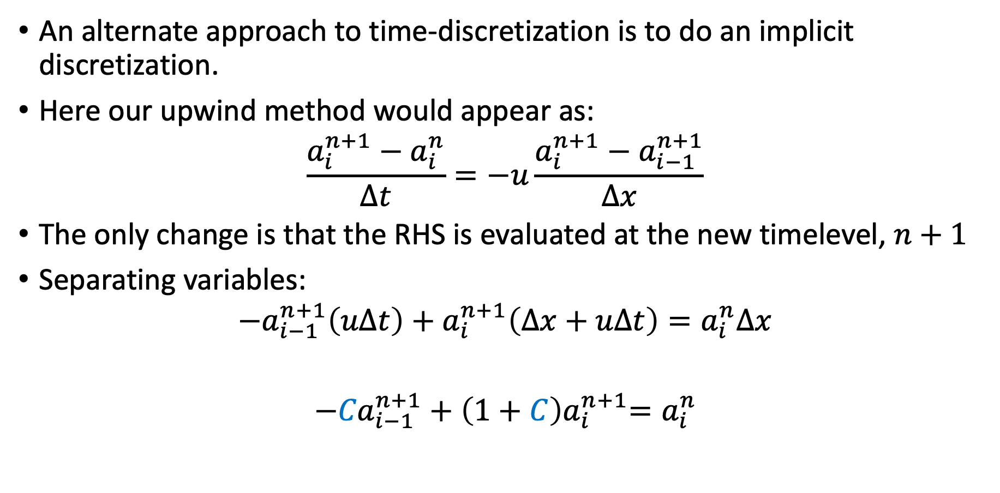 • An alternate approach to time-discretization is to do an implicit
discretization.
• Here our upwind method would appear as:
\frac{a_i^{n+1} - a_i^n}{\Delta t} = -u \frac{a_i^{n+1} - a_{i-1}^{n+1}}{\Delta x}
• The only change is that the RHS is evaluated at the new timelevel, n + 1
• Separating variables:
-a_{i-1}^{n+1}(u\Delta t) + a_i^{n+1}(\Delta x + u\Delta t) = a_i^n \Delta x
-Ca_{i-1}^{n+1} + (1 + C)a_i^{n+1} = a_i^n